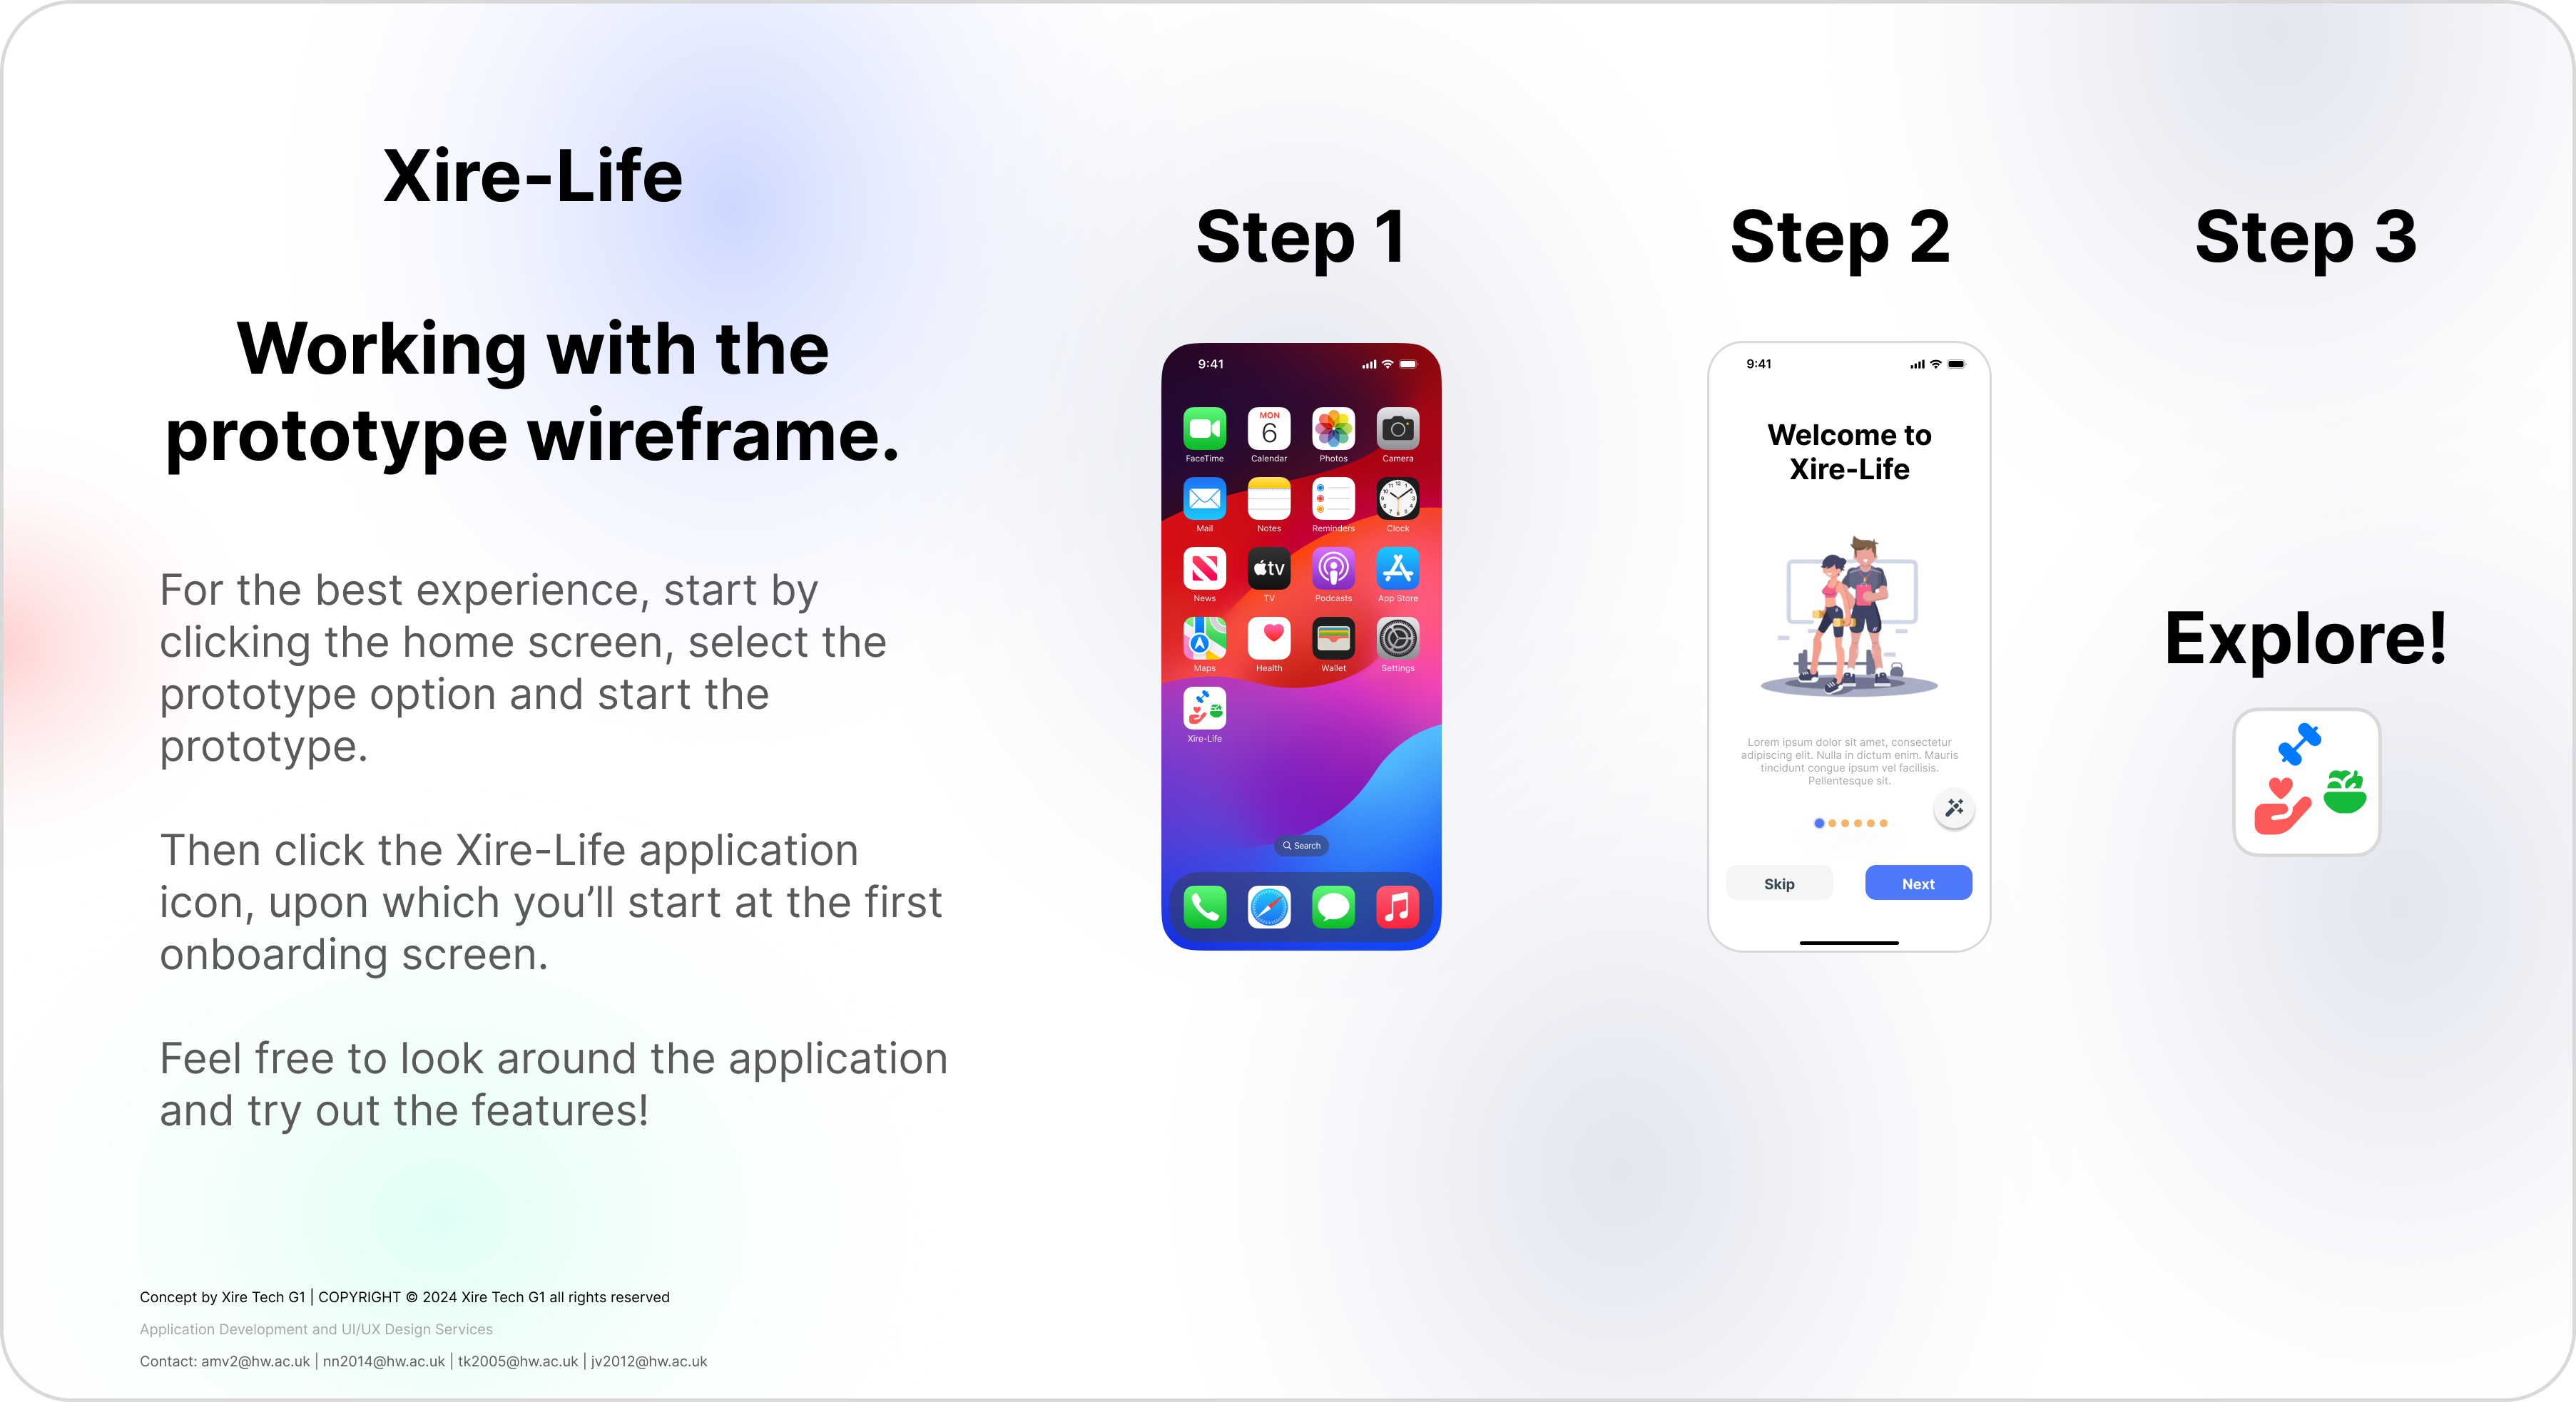 Xire-Life
Working with the
prototype wireframe.
For the best experience, start by
clicking the home screen, select the
prototype option and start the
prototype.
Then click the Xire-Life application
icon, upon which you’ll start at the first
onboarding screen.
Feel free to look around the application
and try out the features!
Concept by Xire Tech G1 | COPYRIGHT © 2024 Xire Tech G1 all rights reserved
Application Development and UI/UX Design Services
Contact: amv2@hw.ac.uk | nn2014@hw.ac.uk | tk2005@hw.ac.uk | jv2012@hw.ac.uk
Step 1
9:41
MON
6
FaceTime Calendar Photos Camera
Mail Notes Reminders Clock
tv
News TV Podcasts App Store
Maps Health Wallet Settings
Xire-Life
Search
Step 2
9:41
Welcome to
Xire-Life
Lorem ipsum dolor sit amet, consectetur
adipiscing elit. Nulla in dictum enim. Mauris
tincidunt congue ipsum vel facilisis.
Pellentesque sit.
Skip Next
Step 3
Explore!